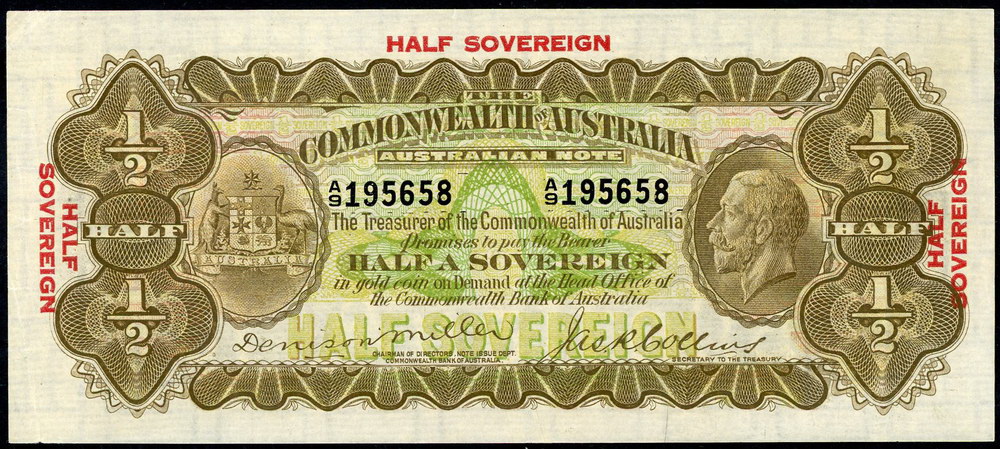 HALF SOVEREIGN
1/2
1/2
THE
COMMONWEALTH OF AUSTRALIA
AUSTRALIAN NOTE
A/9 195658
A/9 195658
The Treasurer of the Commonwealth of Australia
Promises to pay the Bearer
HALF A SOVEREIGN
in gold coin on Demand at the Head Office of
the Commonwealth Bank of Australia
HALF SOVEREIGN
Denison Miller
Jas R Collins
CHAIRMAN OF DIRECTORS, NOTE ISSUE DEPT.
COMMONWEALTH BANK OF AUSTRALIA.
SECRETARY TO THE TREASURY
AUSTRALIA
HALF
HALF
1/2
1/2
HALF
SOVEREIGN
HALF
SOVEREIGN